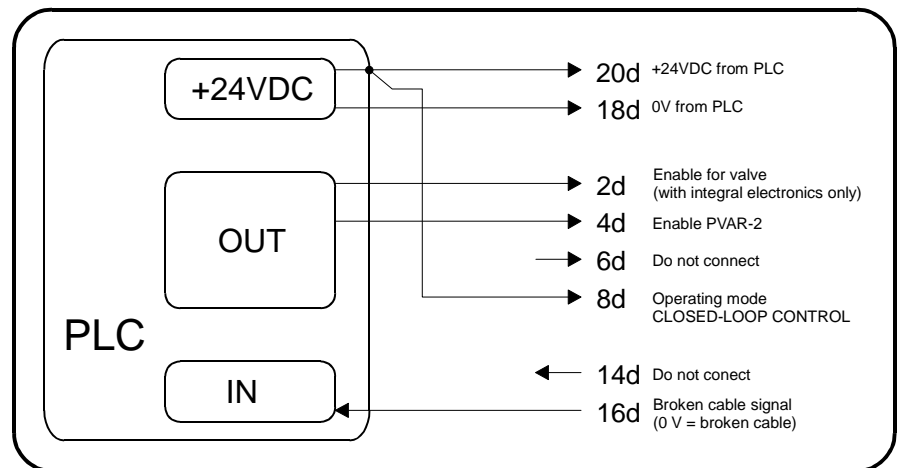 +24VDC
20d +24VDC from PLC
18d 0V from PLC
OUT
2d Enable for valve
(with integral electronics only)
4d Enable PVAR-2
6d Do not connect
8d Operating mode
CLOSED-LOOP CONTROL
PLC
IN
14d Do not conect
16d Broken cable signal
(0 V = broken cable)